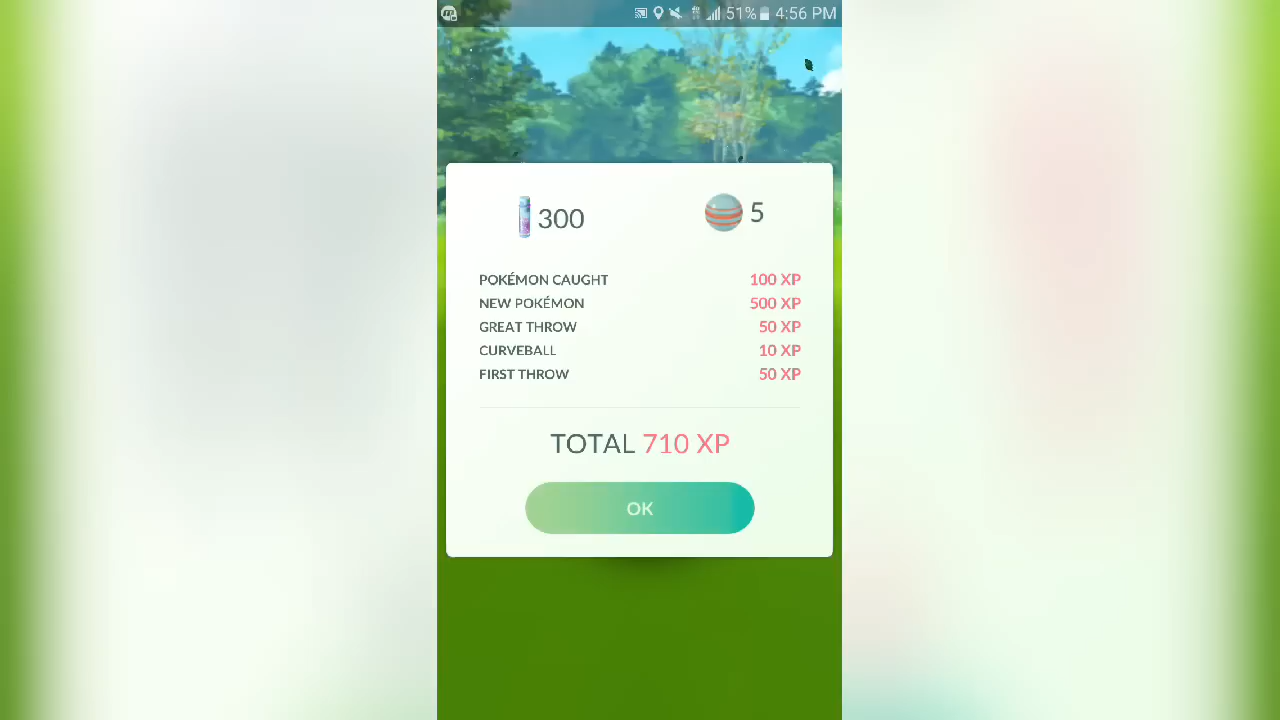 51% 4:56 PM
300 5
POKÉMON CAUGHT 100 XP
NEW POKÉMON 500 XP
GREAT THROW 50 XP
CURVEBALL 10 XP
FIRST THROW 50 XP
TOTAL 710 XP
OK